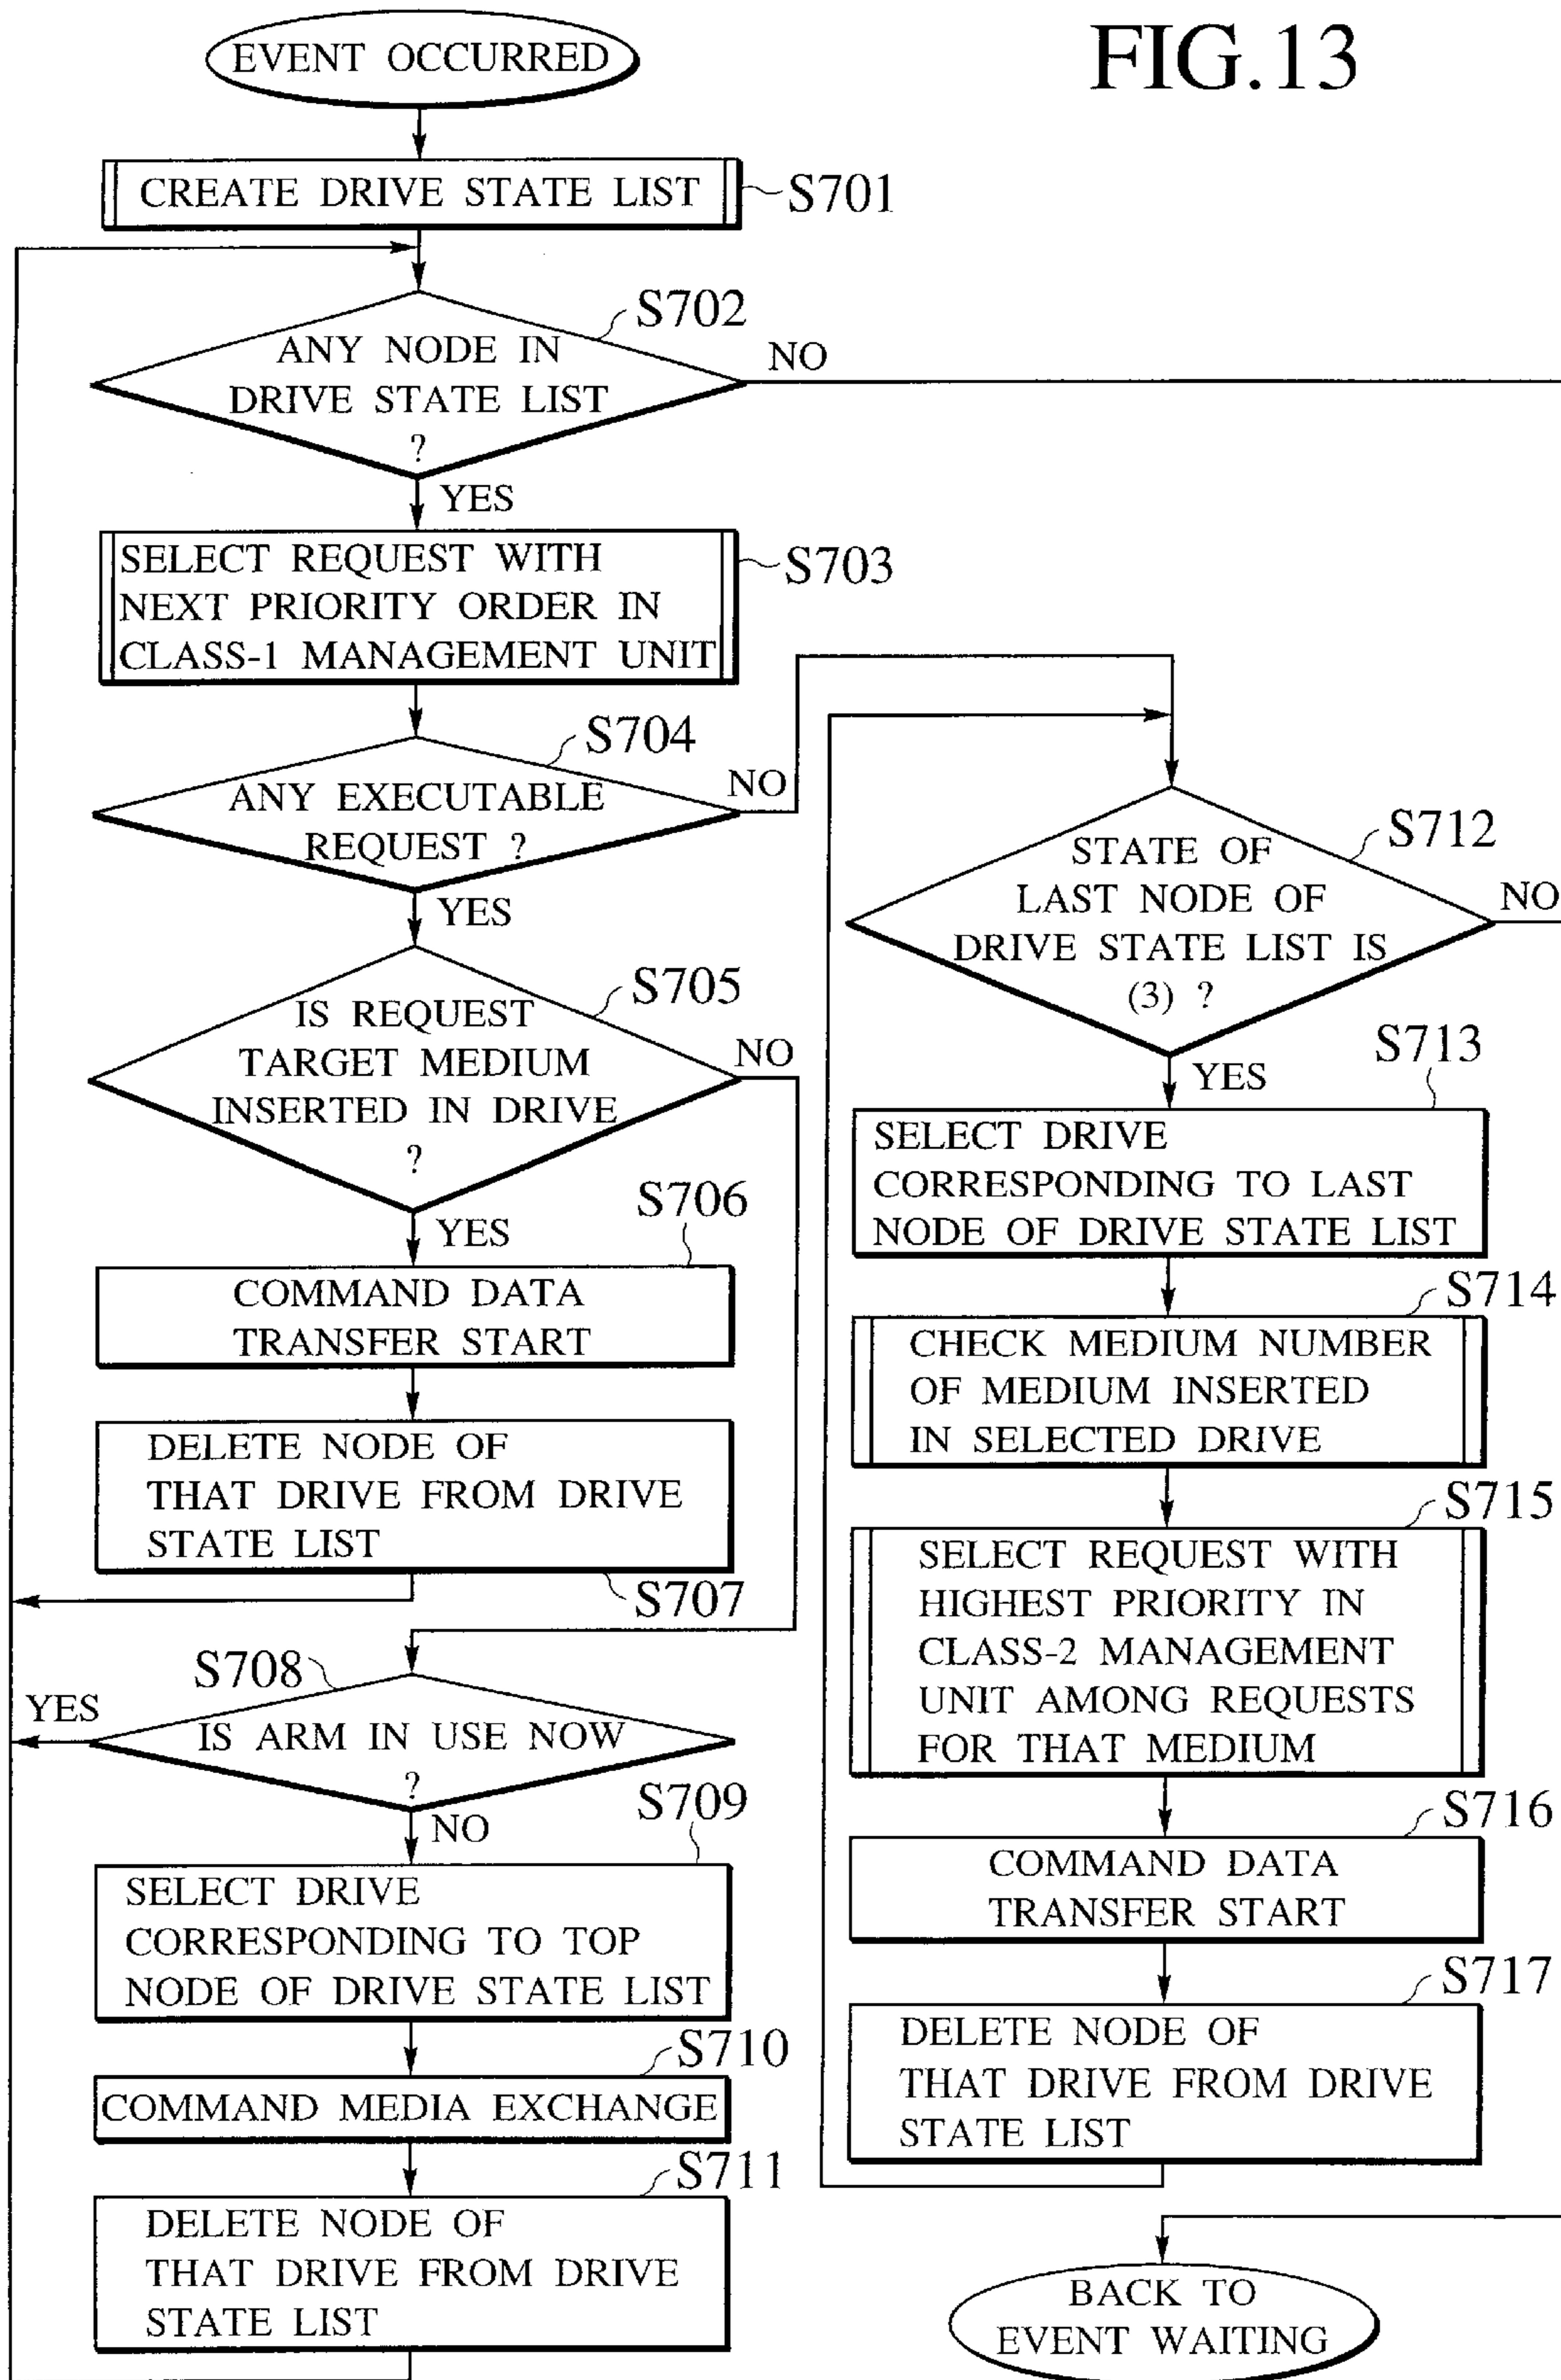 FIG.13
EVENT OCCURRED
CREATE DRIVE STATE LIST
S701
S702
ANY NODE IN
DRIVE STATE LIST
?
NO
YES
SELECT REQUEST WITH
NEXT PRIORITY ORDER IN
CLASS-1 MANAGEMENT UNIT
S703
S704
ANY EXECUTABLE
REQUEST ?
NO
YES
S705
IS REQUEST
TARGET MEDIUM
INSERTED IN DRIVE
?
NO
YES
S706
COMMAND DATA
TRANSFER START
DELETE NODE OF
THAT DRIVE FROM DRIVE
STATE LIST
S707
S708
YES
IS ARM IN USE NOW
?
NO
S709
SELECT DRIVE
CORRESPONDING TO TOP
NODE OF DRIVE STATE LIST
S710
COMMAND MEDIA EXCHANGE
S711
DELETE NODE OF
THAT DRIVE FROM DRIVE
STATE LIST
S712
STATE OF
LAST NODE OF
DRIVE STATE LIST IS
(3) ?
NO
YES
S713
SELECT DRIVE
CORRESPONDING TO LAST
NODE OF DRIVE STATE LIST
S714
CHECK MEDIUM NUMBER
OF MEDIUM INSERTED
IN SELECTED DRIVE
S715
SELECT REQUEST WITH
HIGHEST PRIORITY IN
CLASS-2 MANAGEMENT
UNIT AMONG REQUESTS
FOR THAT MEDIUM
S716
COMMAND DATA
TRANSFER START
S717
DELETE NODE OF
THAT DRIVE FROM DRIVE
STATE LIST
BACK TO
EVENT WAITING